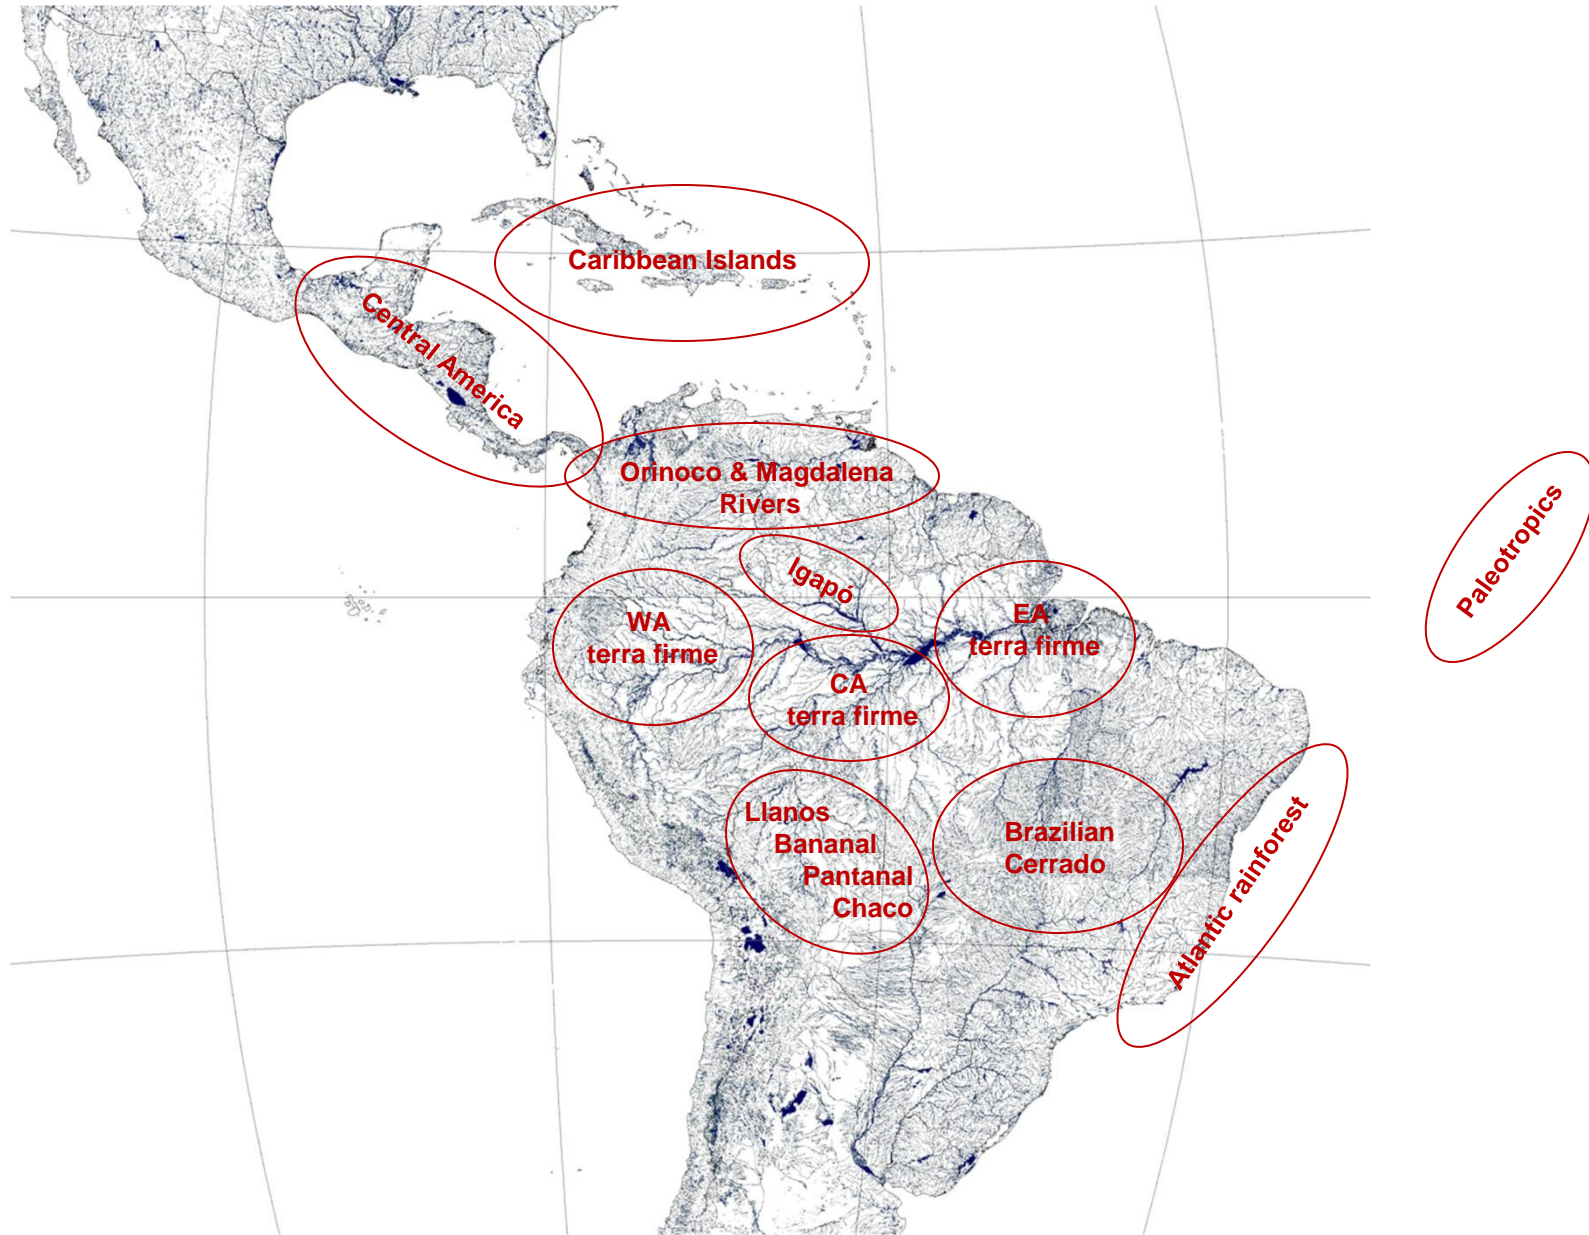 Caribbean Islands
Central America
Orinoco & Magdalena
Rivers
Paleotropics
Igapó
WA
terra firme
EA
terra firme
CA
terra firme
Llanos
Bananal
Pantanal
Chaco
Brazilian
Cerrado
Atlantic rainforest